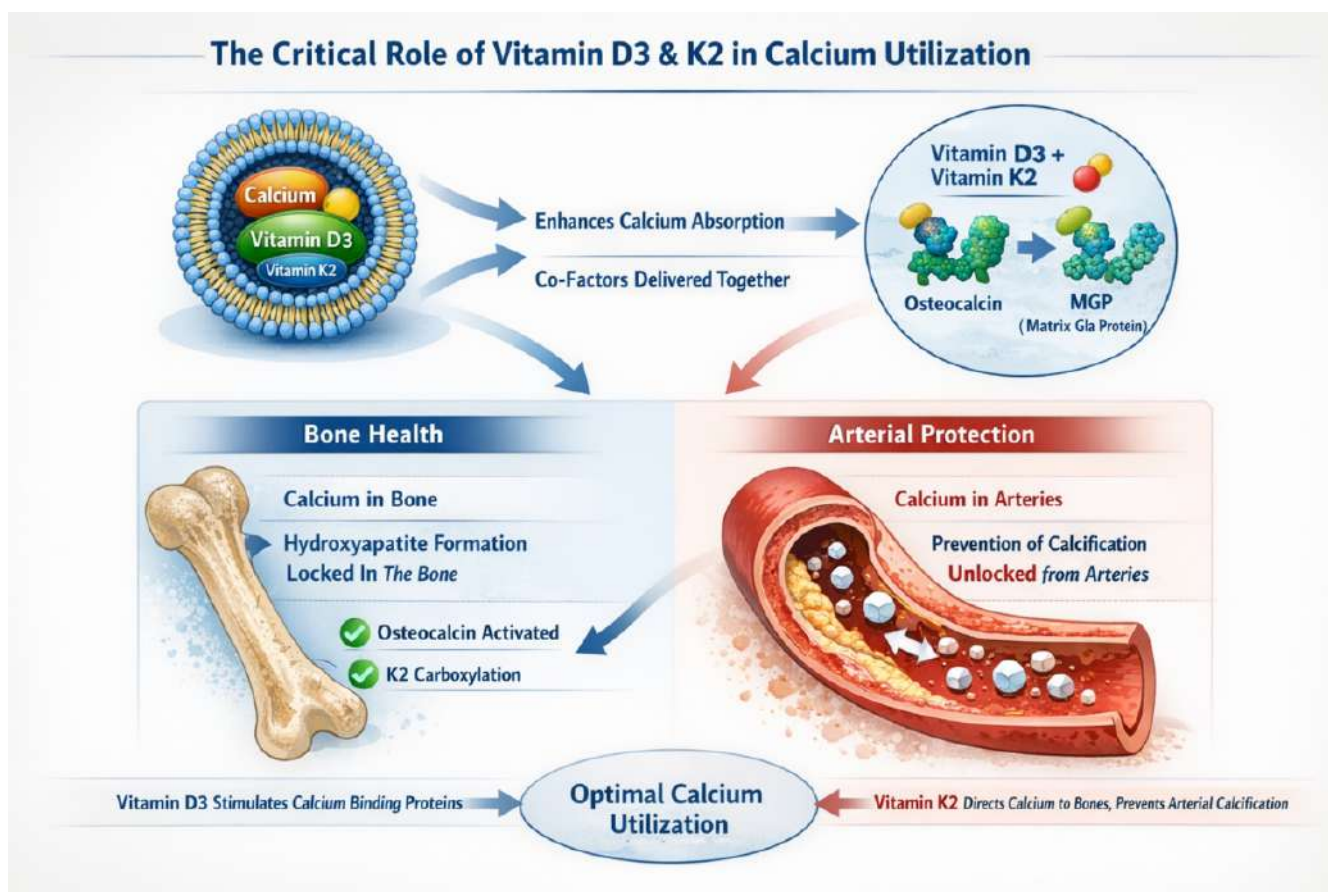 The Critical Role of Vitamin D3 & K2 in Calcium Utilization
Calcium
Vitamin D3
Vitamin K2
Enhances Calcium Absorption
Co-Factors Delivered Together
Vitamin D3 +
Vitamin K2
Osteocalcin
MGP
(Matrix Gla Protein)
Bone Health
Calcium in Bone
Hydroxyapatite Formation
Locked In The Bone
Osteocalcin Activated
K2 Carboxylation
Arterial Protection
Calcium in Arteries
Prevention of Calcification
Unlocked from Arteries
Vitamin D3 Stimulates Calcium Binding Proteins
Optimal Calcium
Utilization
Vitamin K2 Directs Calcium to Bones, Prevents Arterial Calcification